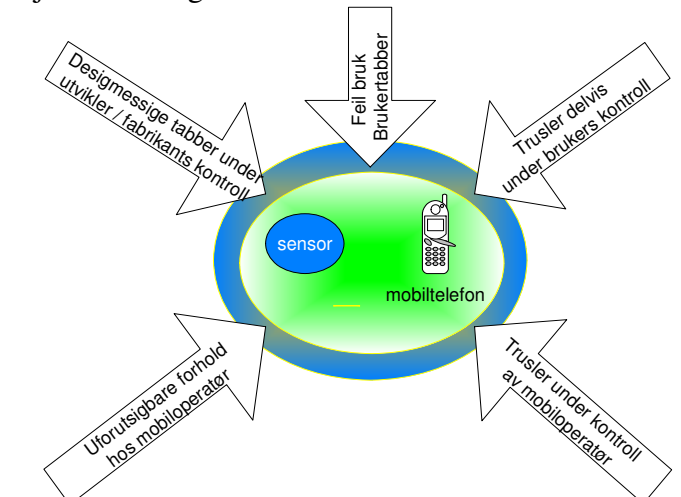 Desigmessige tabber under
utvikler / fabrikants kontroll
Feil bruk
Brukertabber
Trusler delvis
under brukers kontroll
sensor
mobiltelefon
Uforutsigbare forhold
hos mobiloperatør
Trusler under kontroll
av mobiloperatør